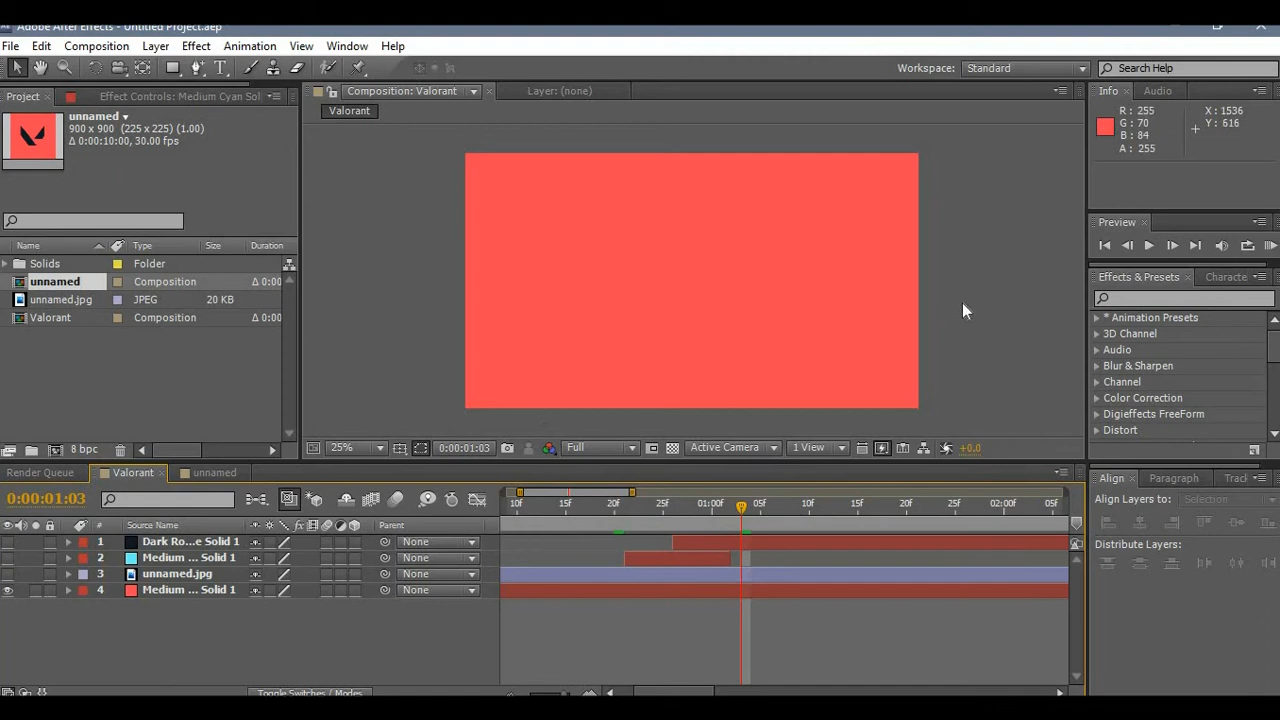 Adobe After Effects - Untitled Project.aep
File Edit Composition Layer Effect Animation View Window Help
Workspace: Standard Search Help
Project Effect Controls: Medium Cyan Sol
unnamed
900 x 900 (225 x 225) (1.00)
Δ 0:00:10:00, 30.00 fps
Name Type Size Duration
Solids Folder
unnamed Composition Δ 0:00
unnamed.jpg JPEG 20 KB
Valorant Composition Δ 0:00
8 bpc
Composition: Valorant Layer: (none)
Valorant
25% 0:00:01:03 Full Active Camera 1 View +0.0
Info Audio
R: 255 X: 1536
G: 70 Y: 616
B: 84
A: 255
Preview
Effects & Presets Characte
* Animation Presets
3D Channel
Audio
Blur & Sharpen
Channel
Color Correction
Digieffects FreeForm
Distort
Render Queue Valorant unnamed
0:00:01:03
10f 15f 20f 25f 01:00f 05f 10f 15f 20f 25f 02:00f 05f
# Source Name Parent
1 Dark Ro...e Solid 1 None
2 Medium ... Solid 1 None
3 unnamed.jpg None
4 Medium ... Solid 1 None
Toggle Switches / Modes
Align Paragraph Track
Align Layers to: Selection
Distribute Layers: